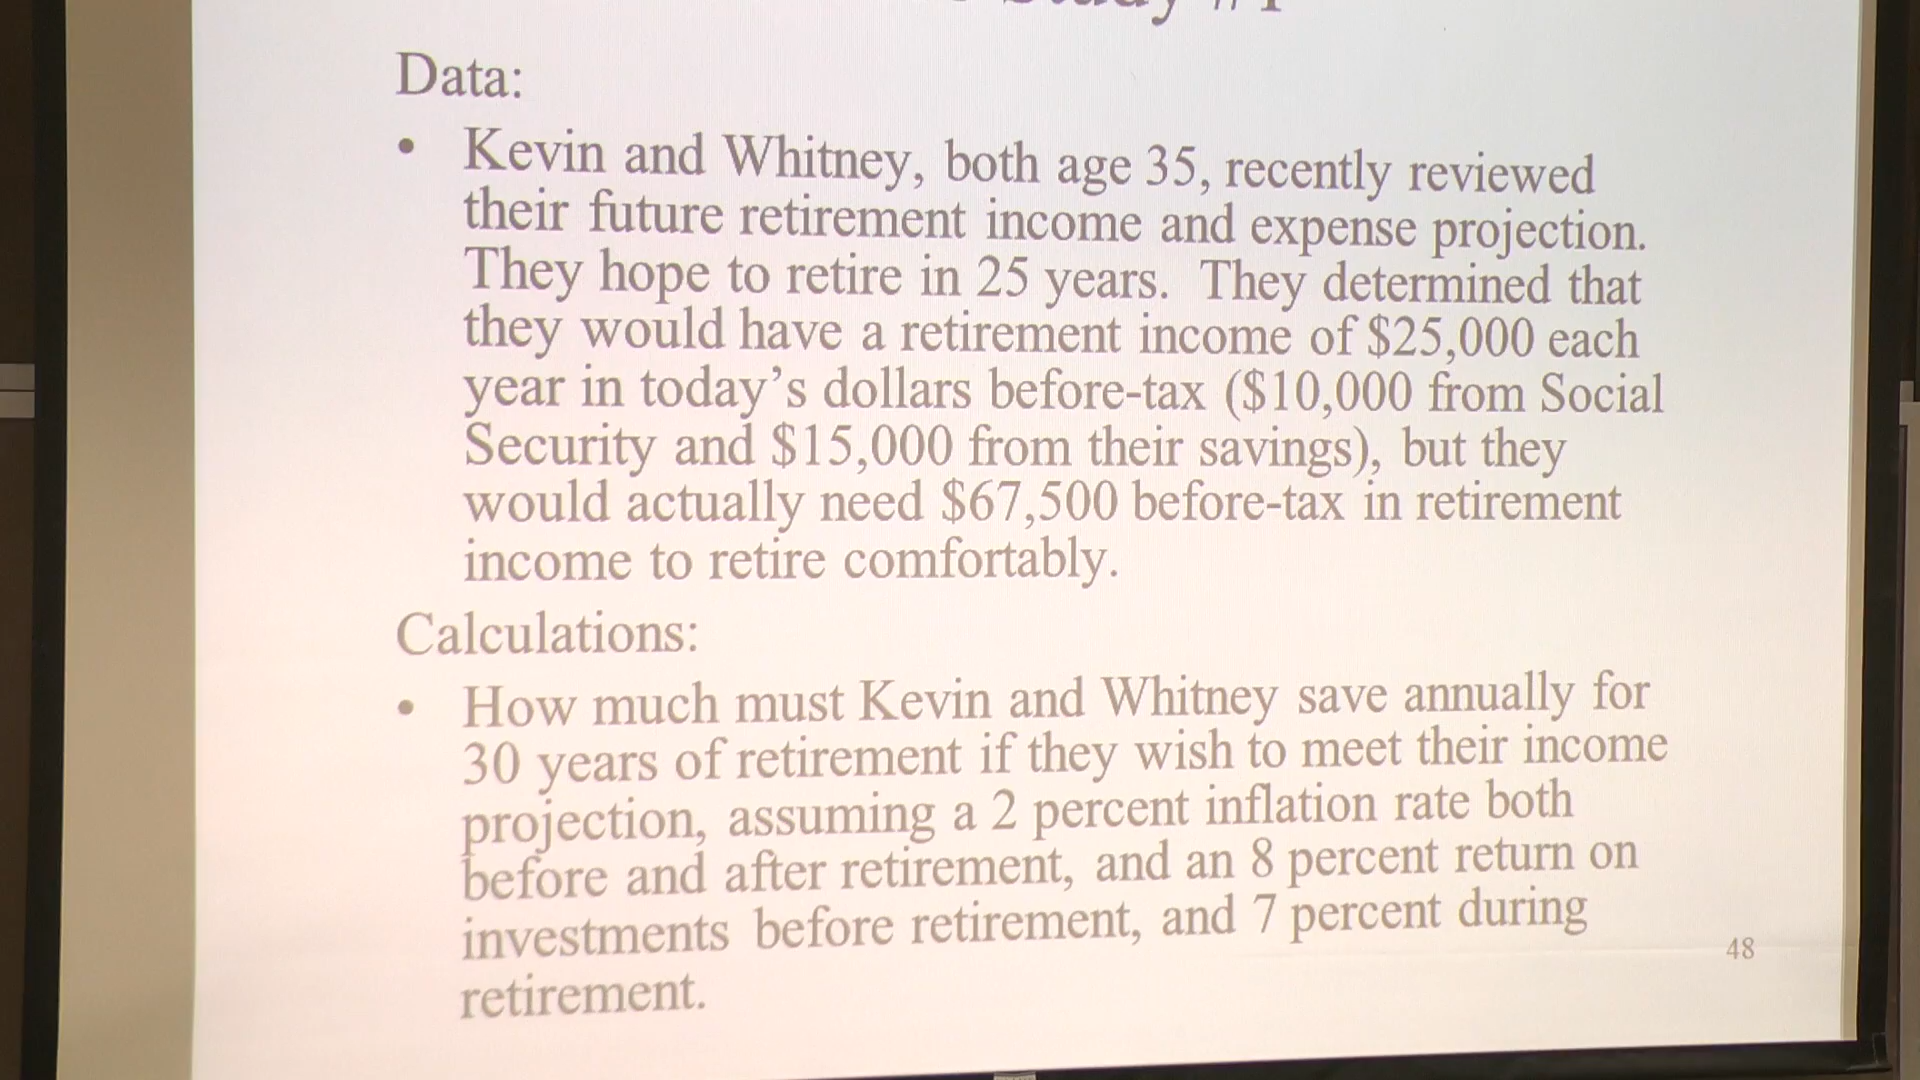 Study #1
Data:
• Kevin and Whitney, both age 35, recently reviewed
their future retirement income and expense projection.
They hope to retire in 25 years. They determined that
they would have a retirement income of $25,000 each
year in today’s dollars before-tax ($10,000 from Social
Security and $15,000 from their savings), but they
would actually need $67,500 before-tax in retirement
income to retire comfortably.
Calculations:
• How much must Kevin and Whitney save annually for
30 years of retirement if they wish to meet their income
projection, assuming a 2 percent inflation rate both
before and after retirement, and an 8 percent return on
investments before retirement, and 7 percent during
retirement.
48